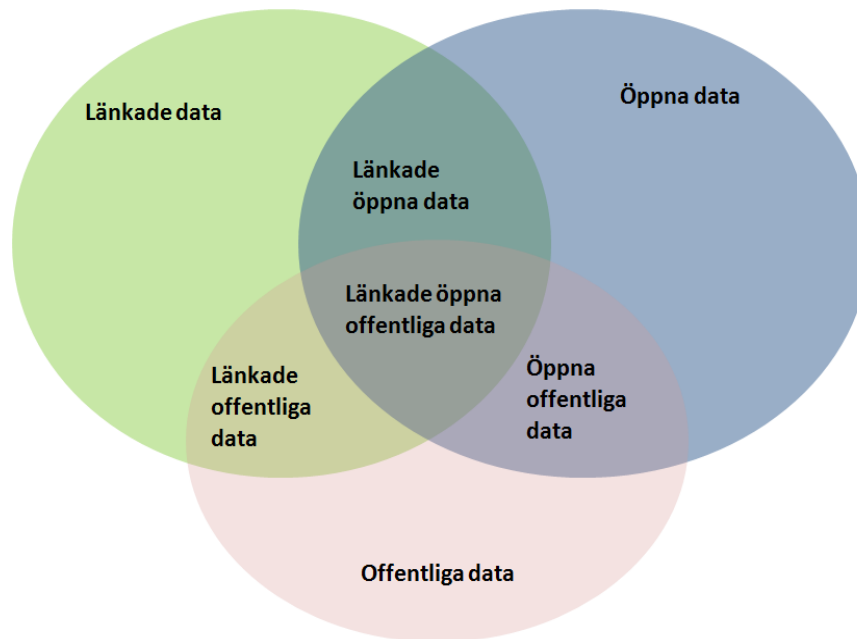 Länkade data
Öppna data
Länkade
öppna data
Länkade öppna
offentliga data
Länkade
offentliga
data
Öppna
offentliga
data
Offentliga data